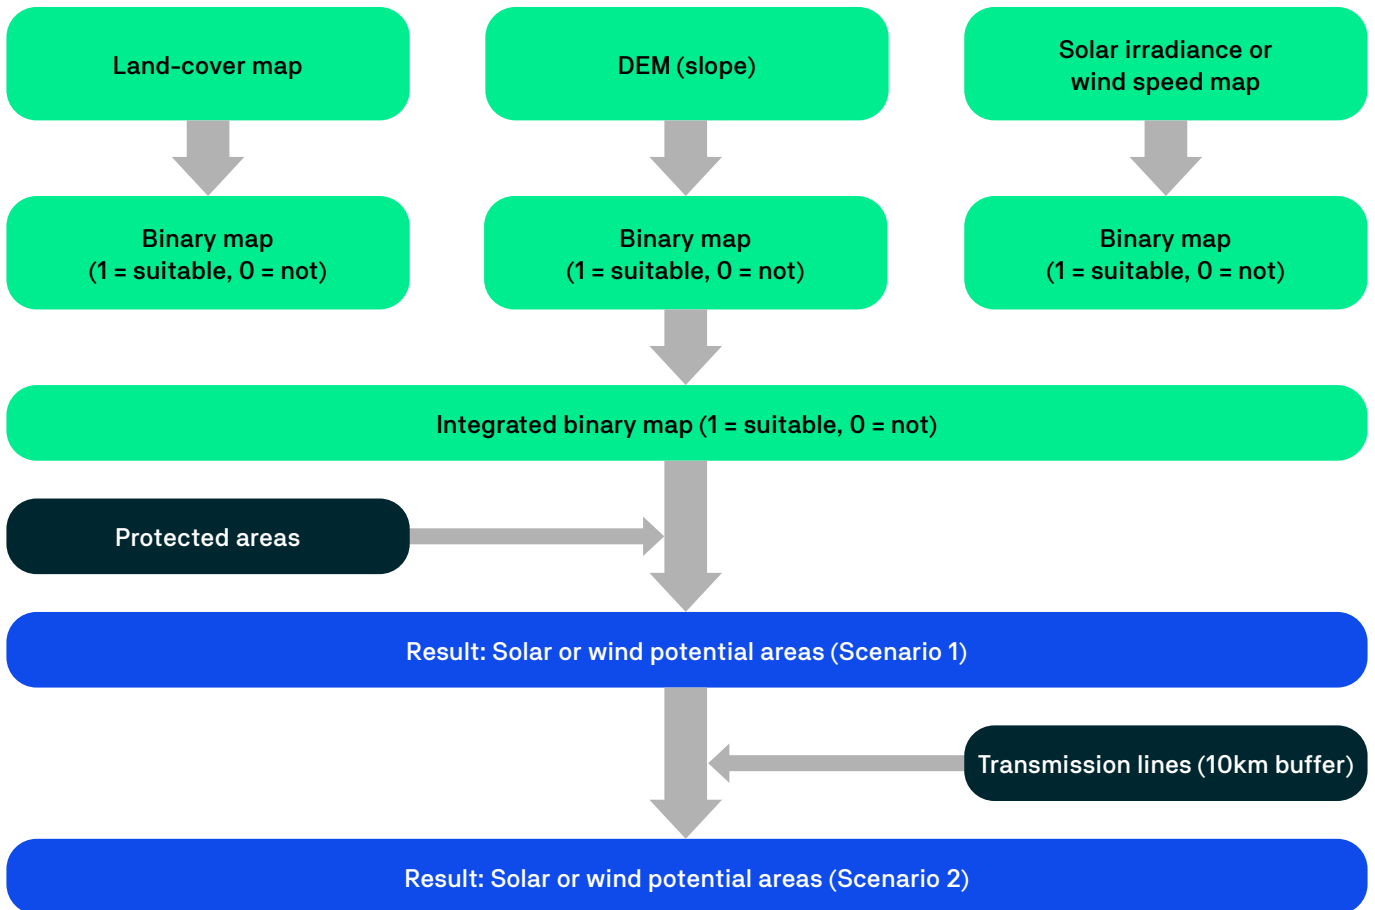 Land-cover map
DEM (slope)
Solar irradiance or
wind speed map
Binary map
(1 = suitable, 0 = not)
Binary map
(1 = suitable, 0 = not)
Binary map
(1 = suitable, 0 = not)
Integrated binary map (1 = suitable, 0 = not)
Protected areas
Result: Solar or wind potential areas (Scenario 1)
Transmission lines (10km buffer)
Result: Solar or wind potential areas (Scenario 2)